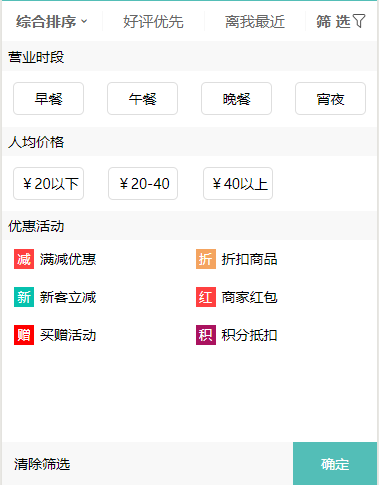 综合排序 好评优先 离我最近 筛 选
营业时段
早餐 午餐 晚餐 宵夜
人均价格
￥20以下 ￥20-40 ￥40以上
优惠活动
减 满减优惠 折 折扣商品
新 新客立减 红 商家红包
赠 买赠活动 积 积分抵扣
清除筛选 确定